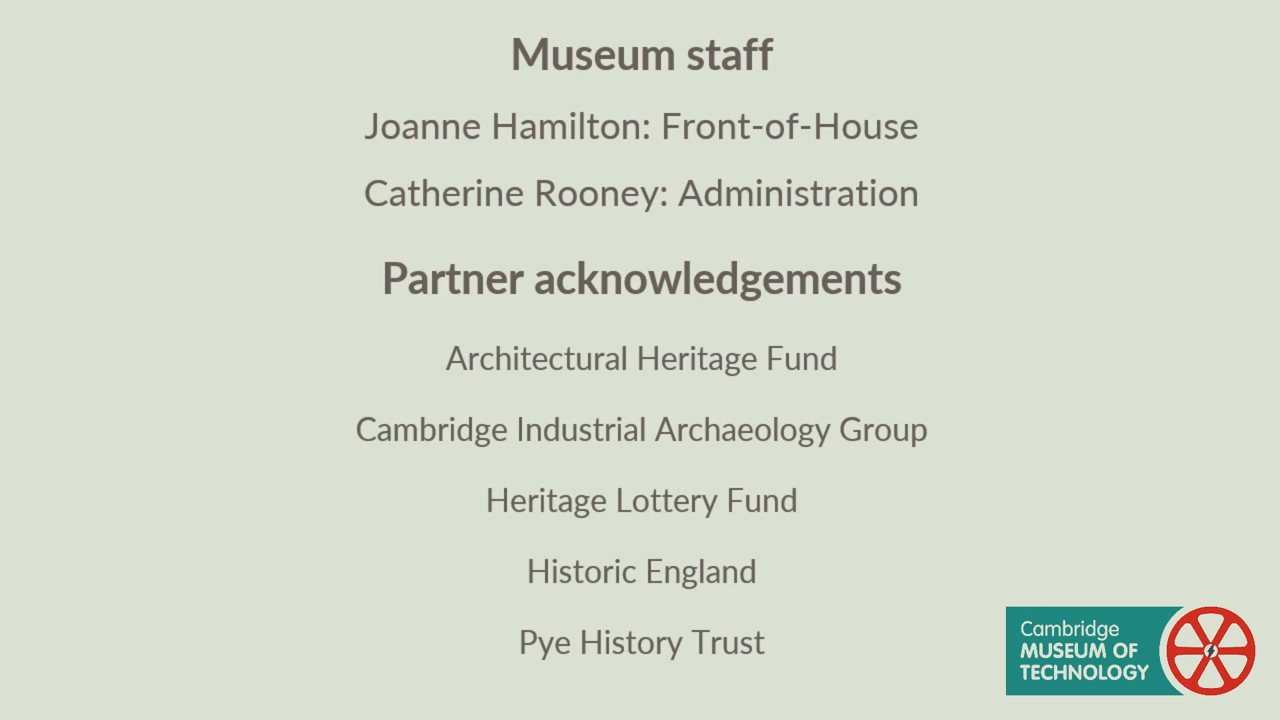 Museum staff
Joanne Hamilton: Front-of-House
Catherine Rooney: Administration
Partner acknowledgements
Architectural Heritage Fund
Cambridge Industrial Archaeology Group
Heritage Lottery Fund
Historic England
Pye History Trust
Cambridge
MUSEUM OF
TECHNOLOGY